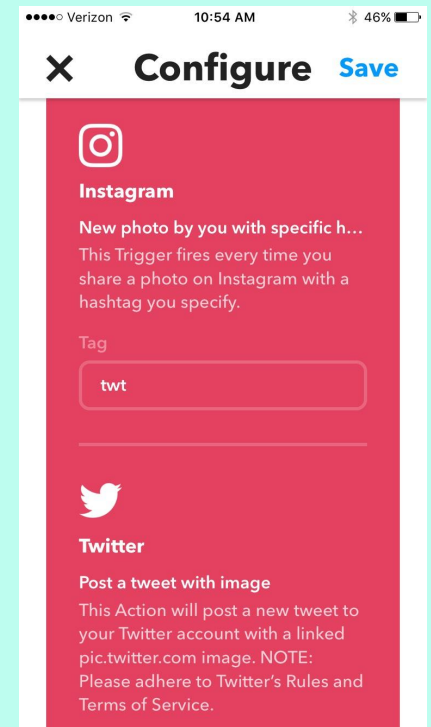 Verizon 10:54 AM 46%
Configure Save
Instagram
New photo by you with specific h...
This Trigger fires every time you
share a photo on Instagram with a
hashtag you specify.
Tag
twt
Twitter
Post a tweet with image
This Action will post a new tweet to
your Twitter account with a linked
pic.twitter.com image. NOTE:
Please adhere to Twitter's Rules and
Terms of Service.